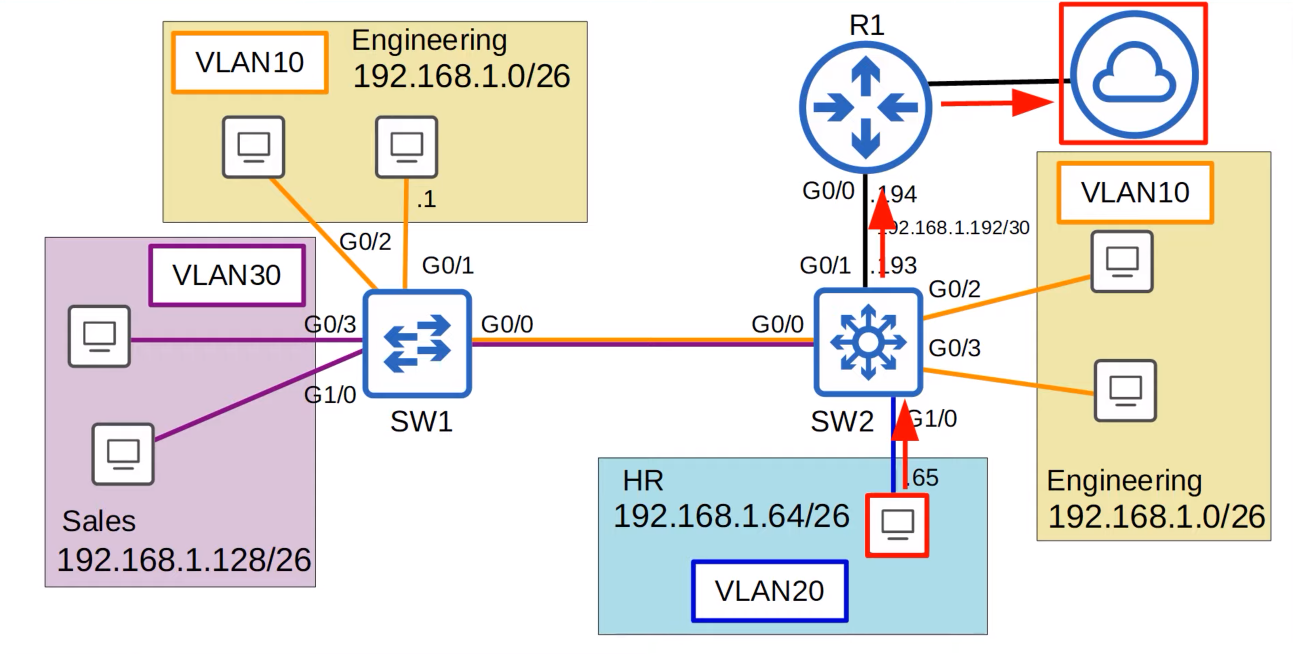 VLAN10
Engineering
192.168.1.0/26
.1
G0/2
G0/1
VLAN30
G0/3
G1/0
Sales
192.168.1.128/26
G0/0
SW1
R1
G0/0
.194
192.168.1.192/30
G0/1
.193
G0/0
G0/2
G0/3
SW2
G1/0
HR
192.168.1.64/26
.65
VLAN20
VLAN10
Engineering
192.168.1.0/26